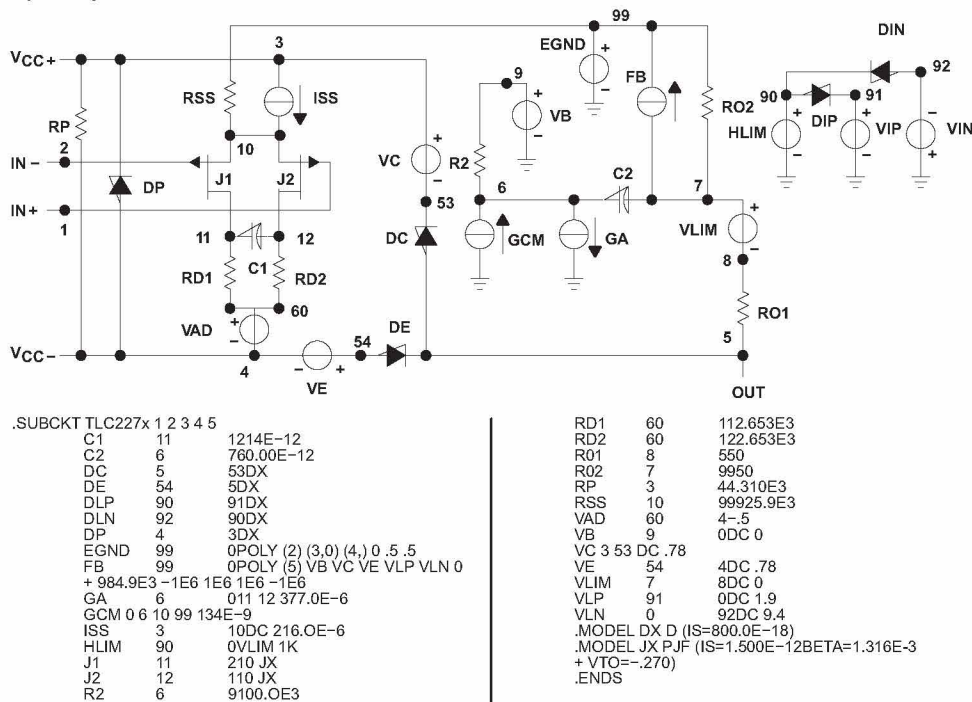 99
DIN
3
EGND
92
VCC+
9
FB
RSS
ISS
90
91
RO2
RP
VB
HLIM
DIP
VIP
VIN
2
10
VC
R2
IN −
J1
J2
C2
DP
6
7
IN+
53
1
11
12
DC
GCM
GA
VLIM
C1
8
RD1
RD2
60
RO1
VAD
DE
5
VCC−
54
4
VE
OUT
.SUBCKT TLC227x 1 2 3 4 5
C1 11 1214E−12
C2 6 760.00E−12
DC 5 53DX
DE 54 5DX
DLP 90 91DX
DLN 92 90DX
DP 4 3DX
EGND 99 0POLY (2) (3,0) (4,) 0 .5 .5
FB 99 0POLY (5) VB VC VE VLP VLN 0
+ 984.9E3 −1E6 1E6 1E6 −1E6
GA 6 011 12 377.0E−6
GCM 0 6 10 99 134E−9
ISS 3 10DC 216.OE−6
HLIM 90 0VLIM 1K
J1 11 210 JX
J2 12 110 JX
R2 6 9100.OE3
RD1 60 112.653E3
RD2 60 122.653E3
R01 8 550
R02 7 9950
RP 3 44.310E3
RSS 10 99925.9E3
VAD 60 4−.5
VB 9 0DC 0
VC 3 53 DC .78
VE 54 4DC .78
VLIM 7 8DC 0
VLP 91 0DC 1.9
VLN 0 92DC 9.4
.MODEL DX D (IS=800.0E−18)
.MODEL JX PJF (IS=1.500E−12BETA=1.316E-3
+ VTO=−.270)
.ENDS